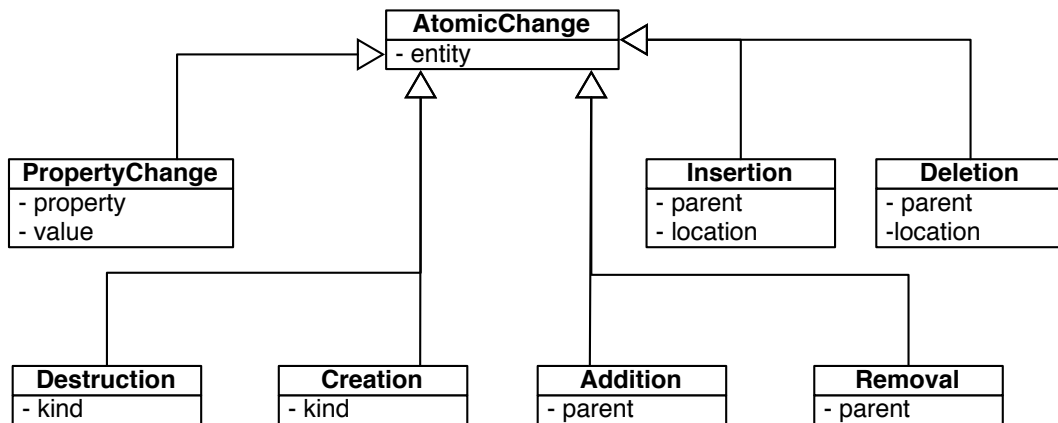 AtomicChange
- entity
PropertyChange
- property
- value
Insertion
- parent
- location
Deletion
- parent
-location
Destruction
- kind
Creation
- kind
Addition
- parent
Removal
- parent